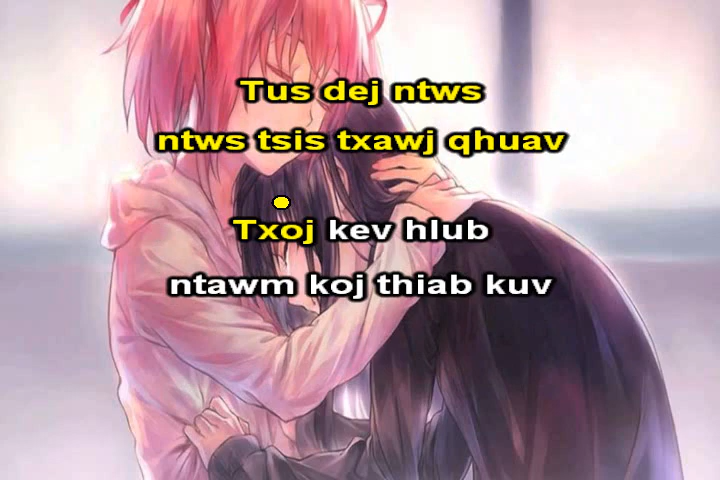 Tus dej ntws
ntws tsis txawj qhuav
Txoj kev hlub
ntawm koj thiab kuv